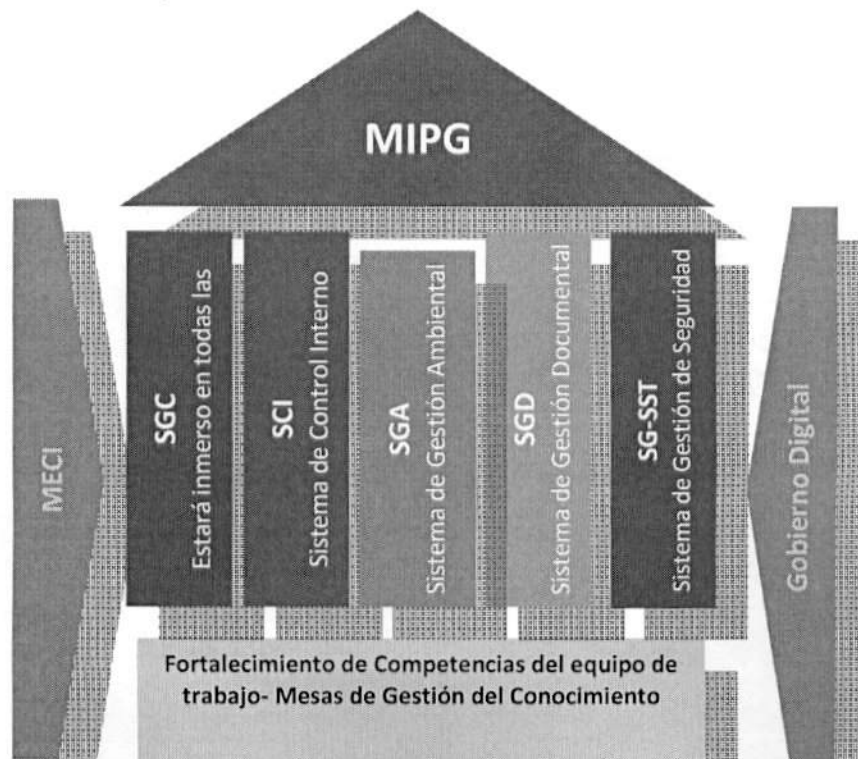 MIPG
MECI
SGC
Estará inmerso en todas las
SCI
Sistema de Control Interno
SGA
Sistema de Gestión Ambiental
SGD
Sistema de Gestión Documental
SG-SST
Sistema de Gestión de Seguridad
Gobierno Digital
Fortalecimiento de Competencias del equipo de
trabajo- Mesas de Gestión del Conocimiento